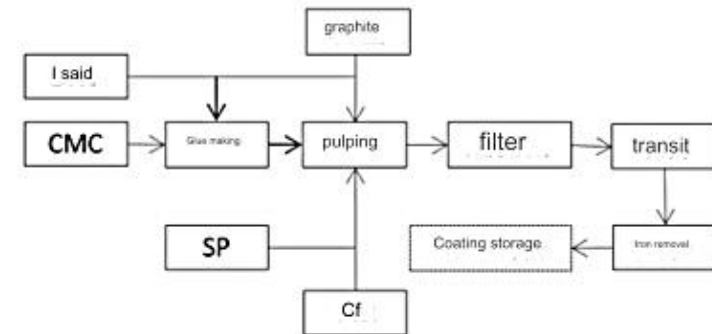 graphite
I said
CMC
Glue making
pulping
filter
transit
SP
Coating storage
Iron removal
Cf